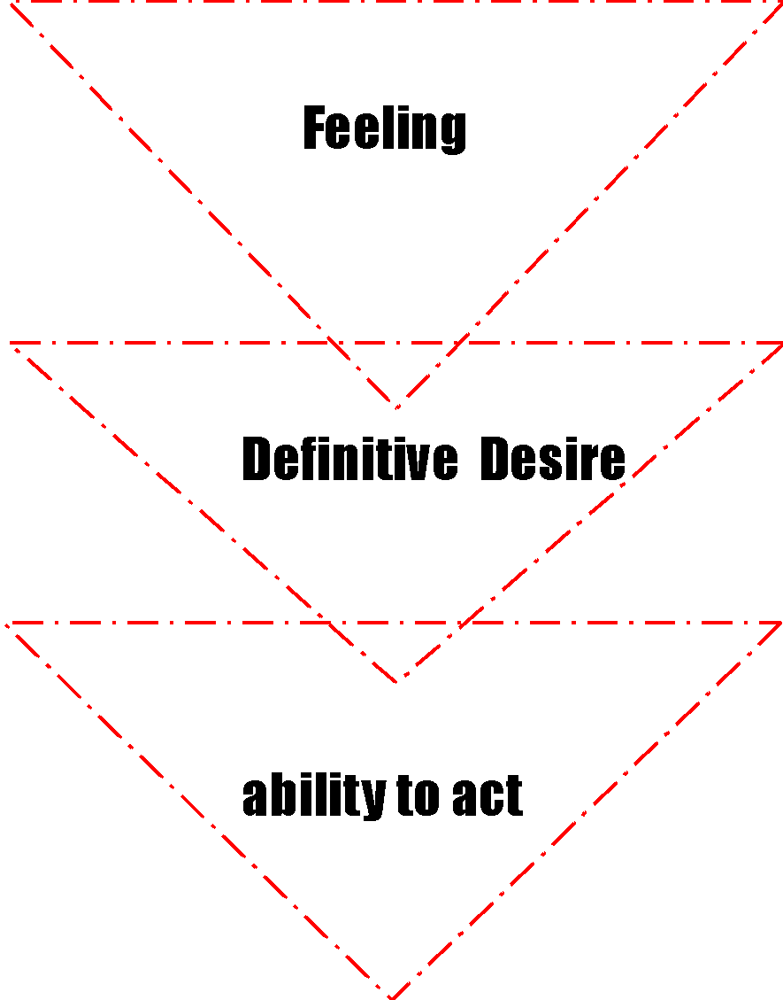 Feeling
Definitive Desire
ability to act